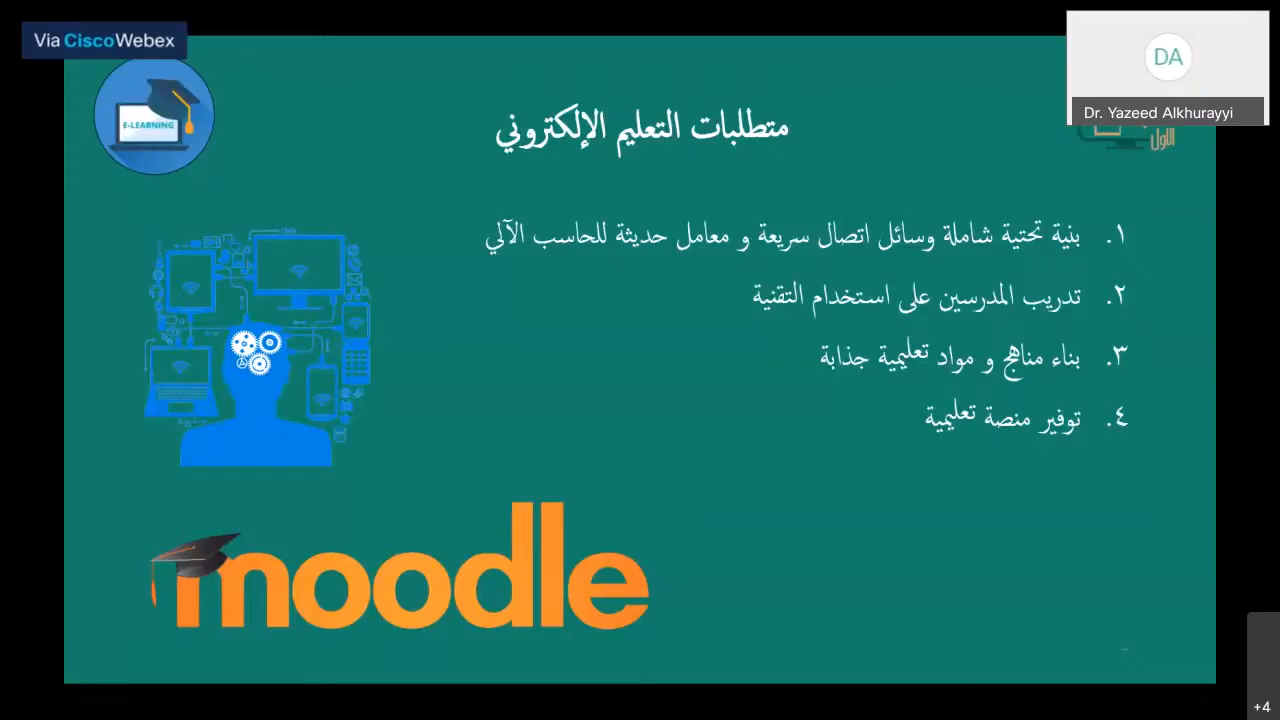 Via CiscoWebex
DA
Dr. Yazeed Alkhurayyi
E-LEARNING
الأول
متطلبات التعليم الإلكتروني
١. بنية تحتية شاملة وسائل اتصال سريعة و معامل حديثة للحاسب الآلي
٢. تدريب المدرسين على استخدام التقنية
٣. بناء مناهج و مواد تعليمية جذابة
٤. توفير منصة تعليمية
moodle
+4